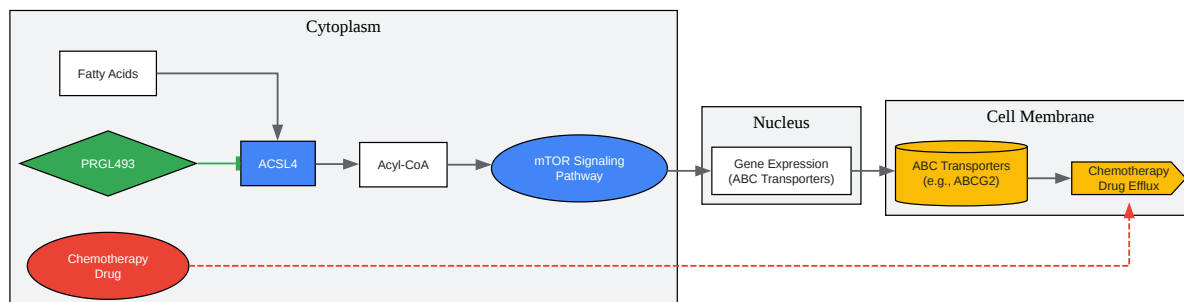 Cytoplasm
Fatty Acids
PRGL493
ACSL4
Acyl-CoA
mTOR Signaling
Pathway
Chemotherapy
Drug
Nucleus
Gene Expression
(ABC Transporters)
Cell Membrane
ABC Transporters
(e.g., ABCG2)
Chemotherapy
Drug Efflux